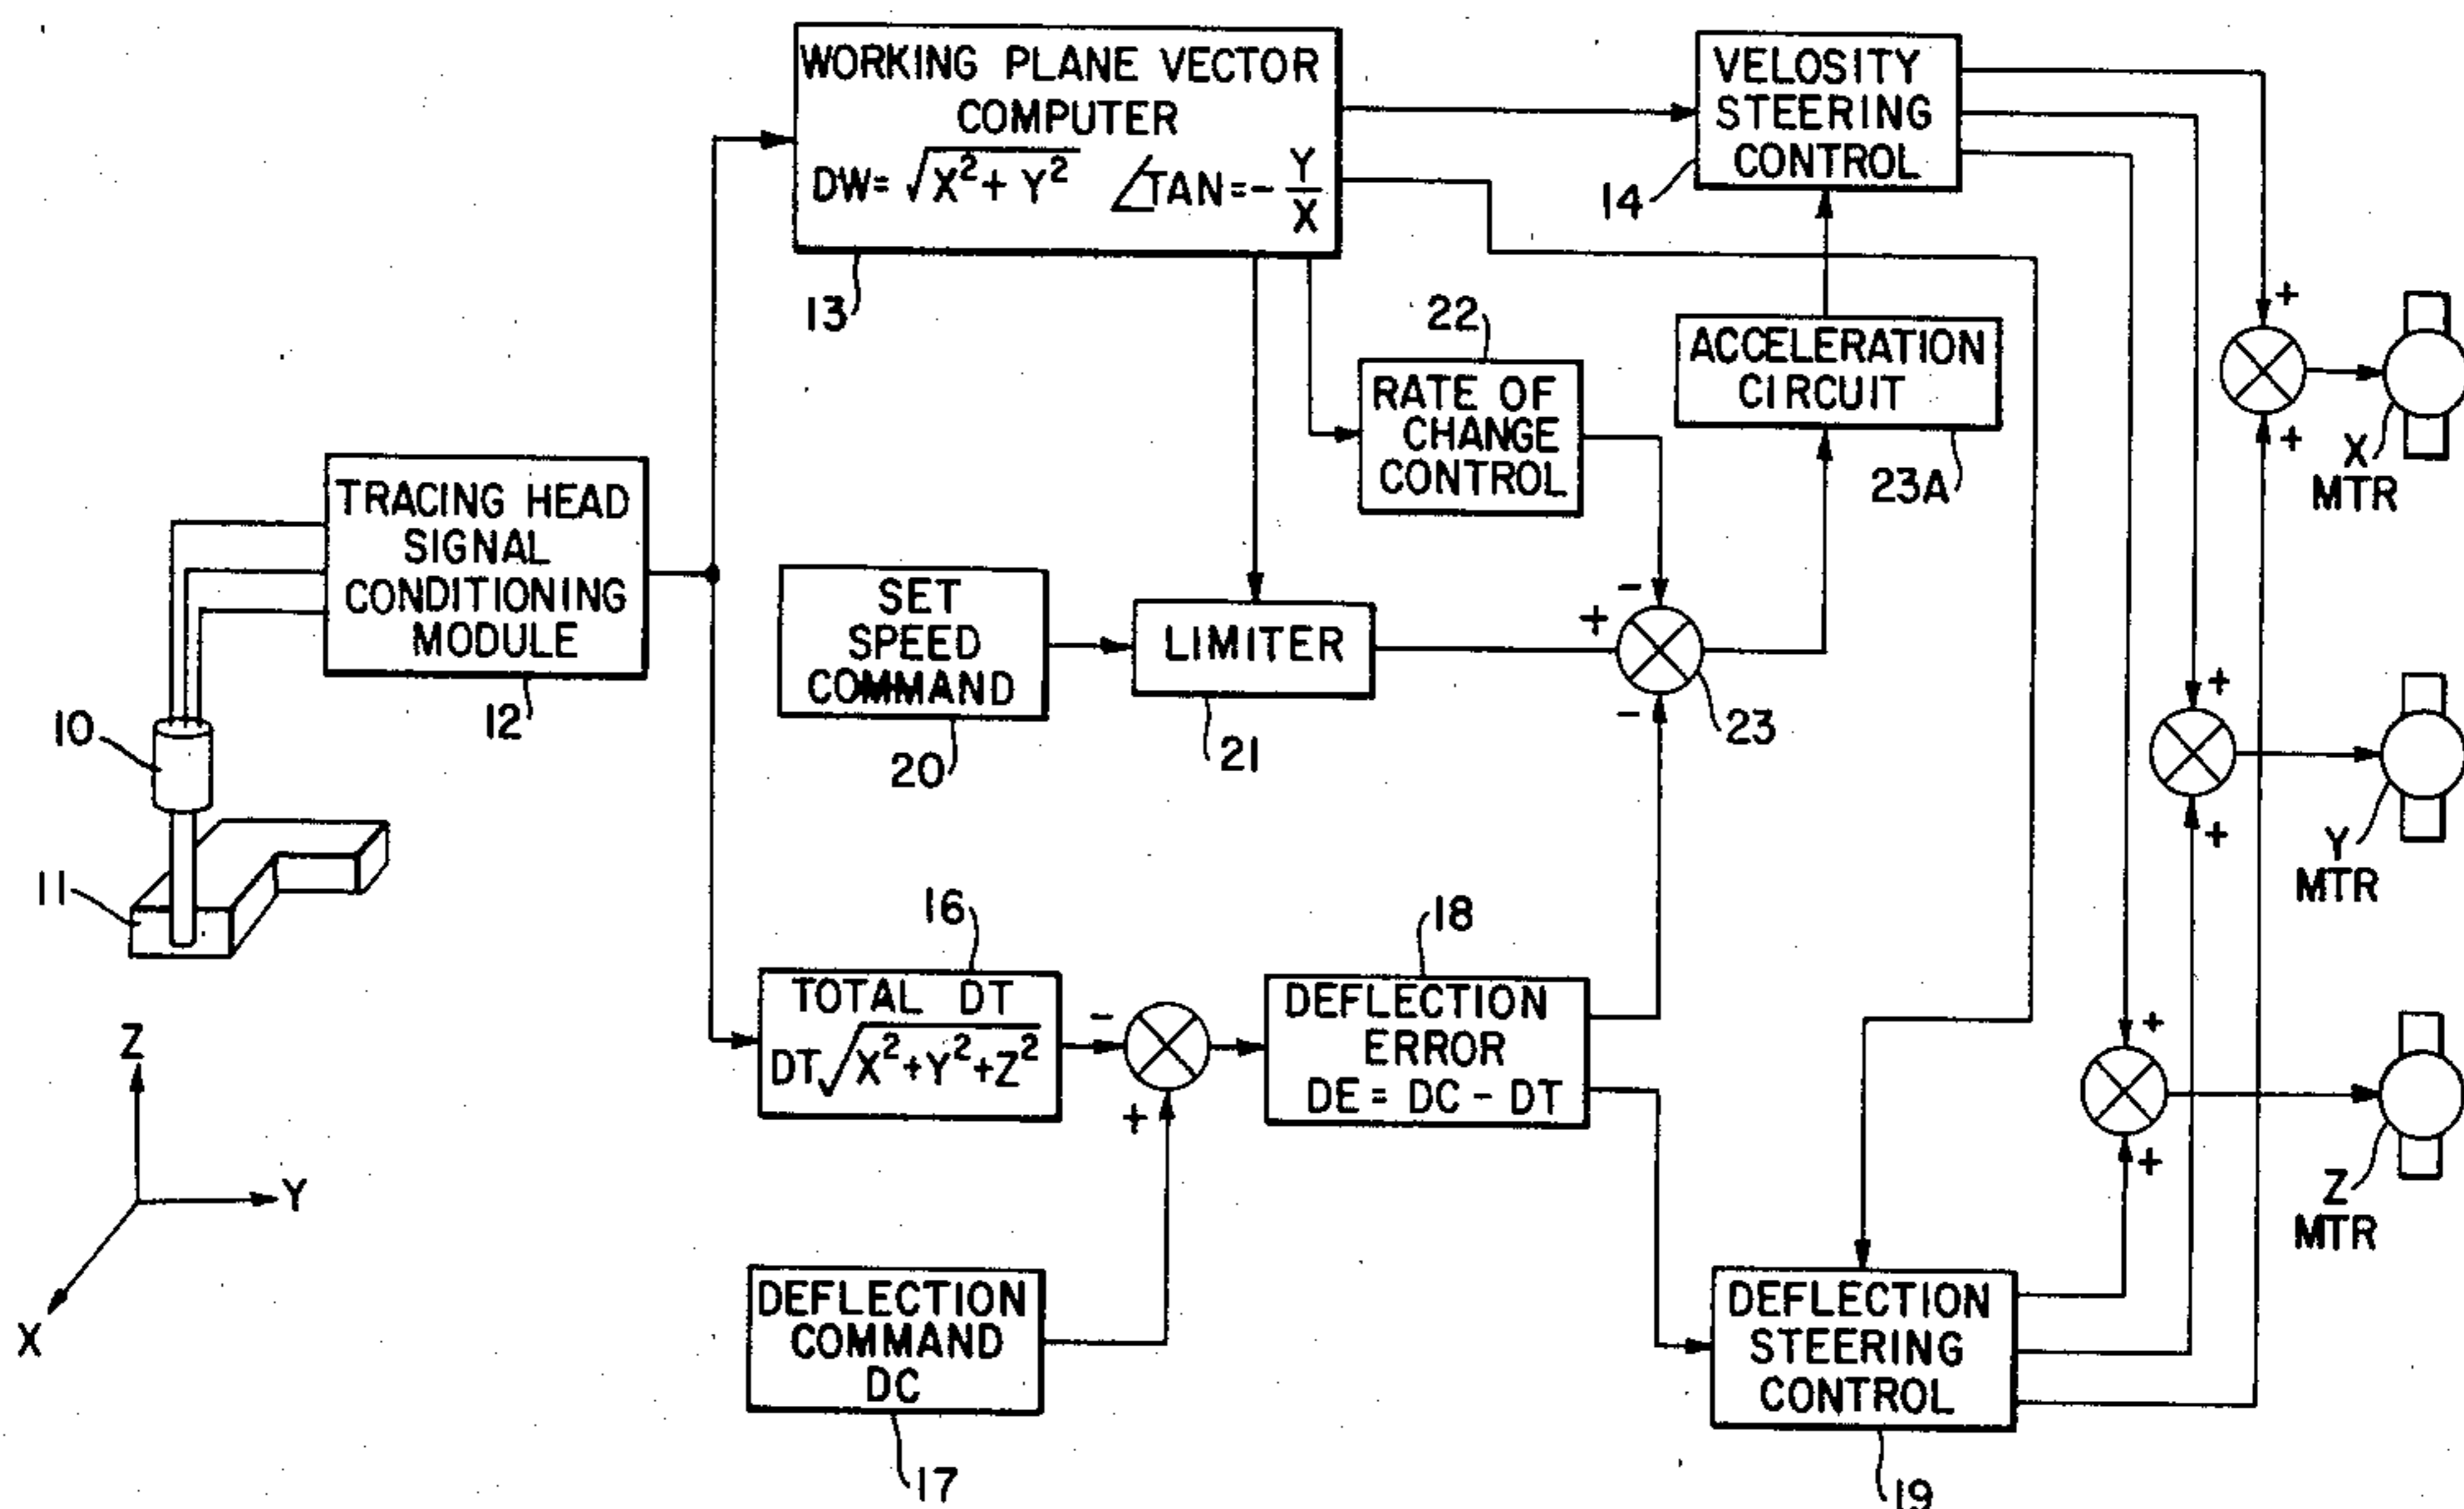 WORKING PLANE VECTOR
COMPUTER
DW= √X²+ Y² ∠TAN=- Y/X
13
VELOSITY
STEERING
CONTROL
14
22
RATE OF
CHANGE
CONTROL
ACCELERATION
CIRCUIT
23A
+
+
X
MTR
TRACING HEAD
SIGNAL
CONDITIONING
MODULE
12
10
11
SET
SPEED
COMMAND
20
LIMITER
21
-
+
-
23
+
+
Y
MTR
16
TOTAL DT
DT√X²+Y²+Z²
-
+
18
DEFLECTION
ERROR
DE = DC - DT
+
+
Z
MTR
Z
Y
X
DEFLECTION
COMMAND
DC
17
DEFLECTION
STEERING
CONTROL
19